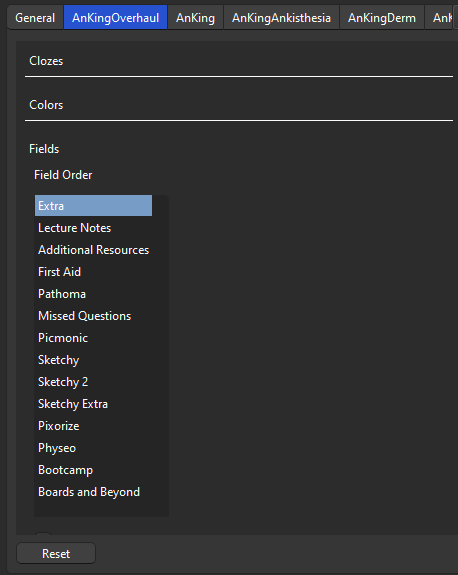 General AnKingOverhaul AnKing AnKingAnkisthesia AnKingDerm AnK
Clozes
Colors
Fields
Field Order
Extra
Lecture Notes
Additional Resources
First Aid
Pathoma
Missed Questions
Picmonic
Sketchy
Sketchy 2
Sketchy Extra
Pixorize
Physeo
Bootcamp
Boards and Beyond
Reset